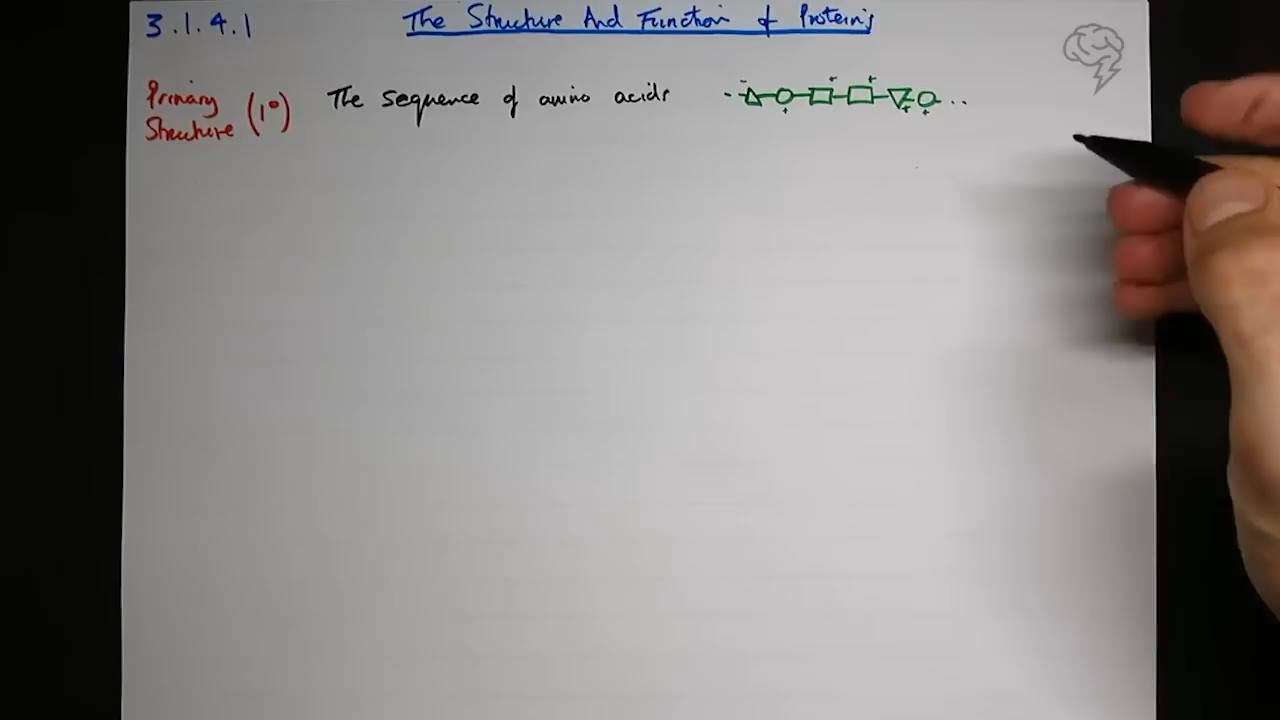 3.1.4.1 The Structure And Function of Proteins
Primary Structure (1°) The sequence of amino acids